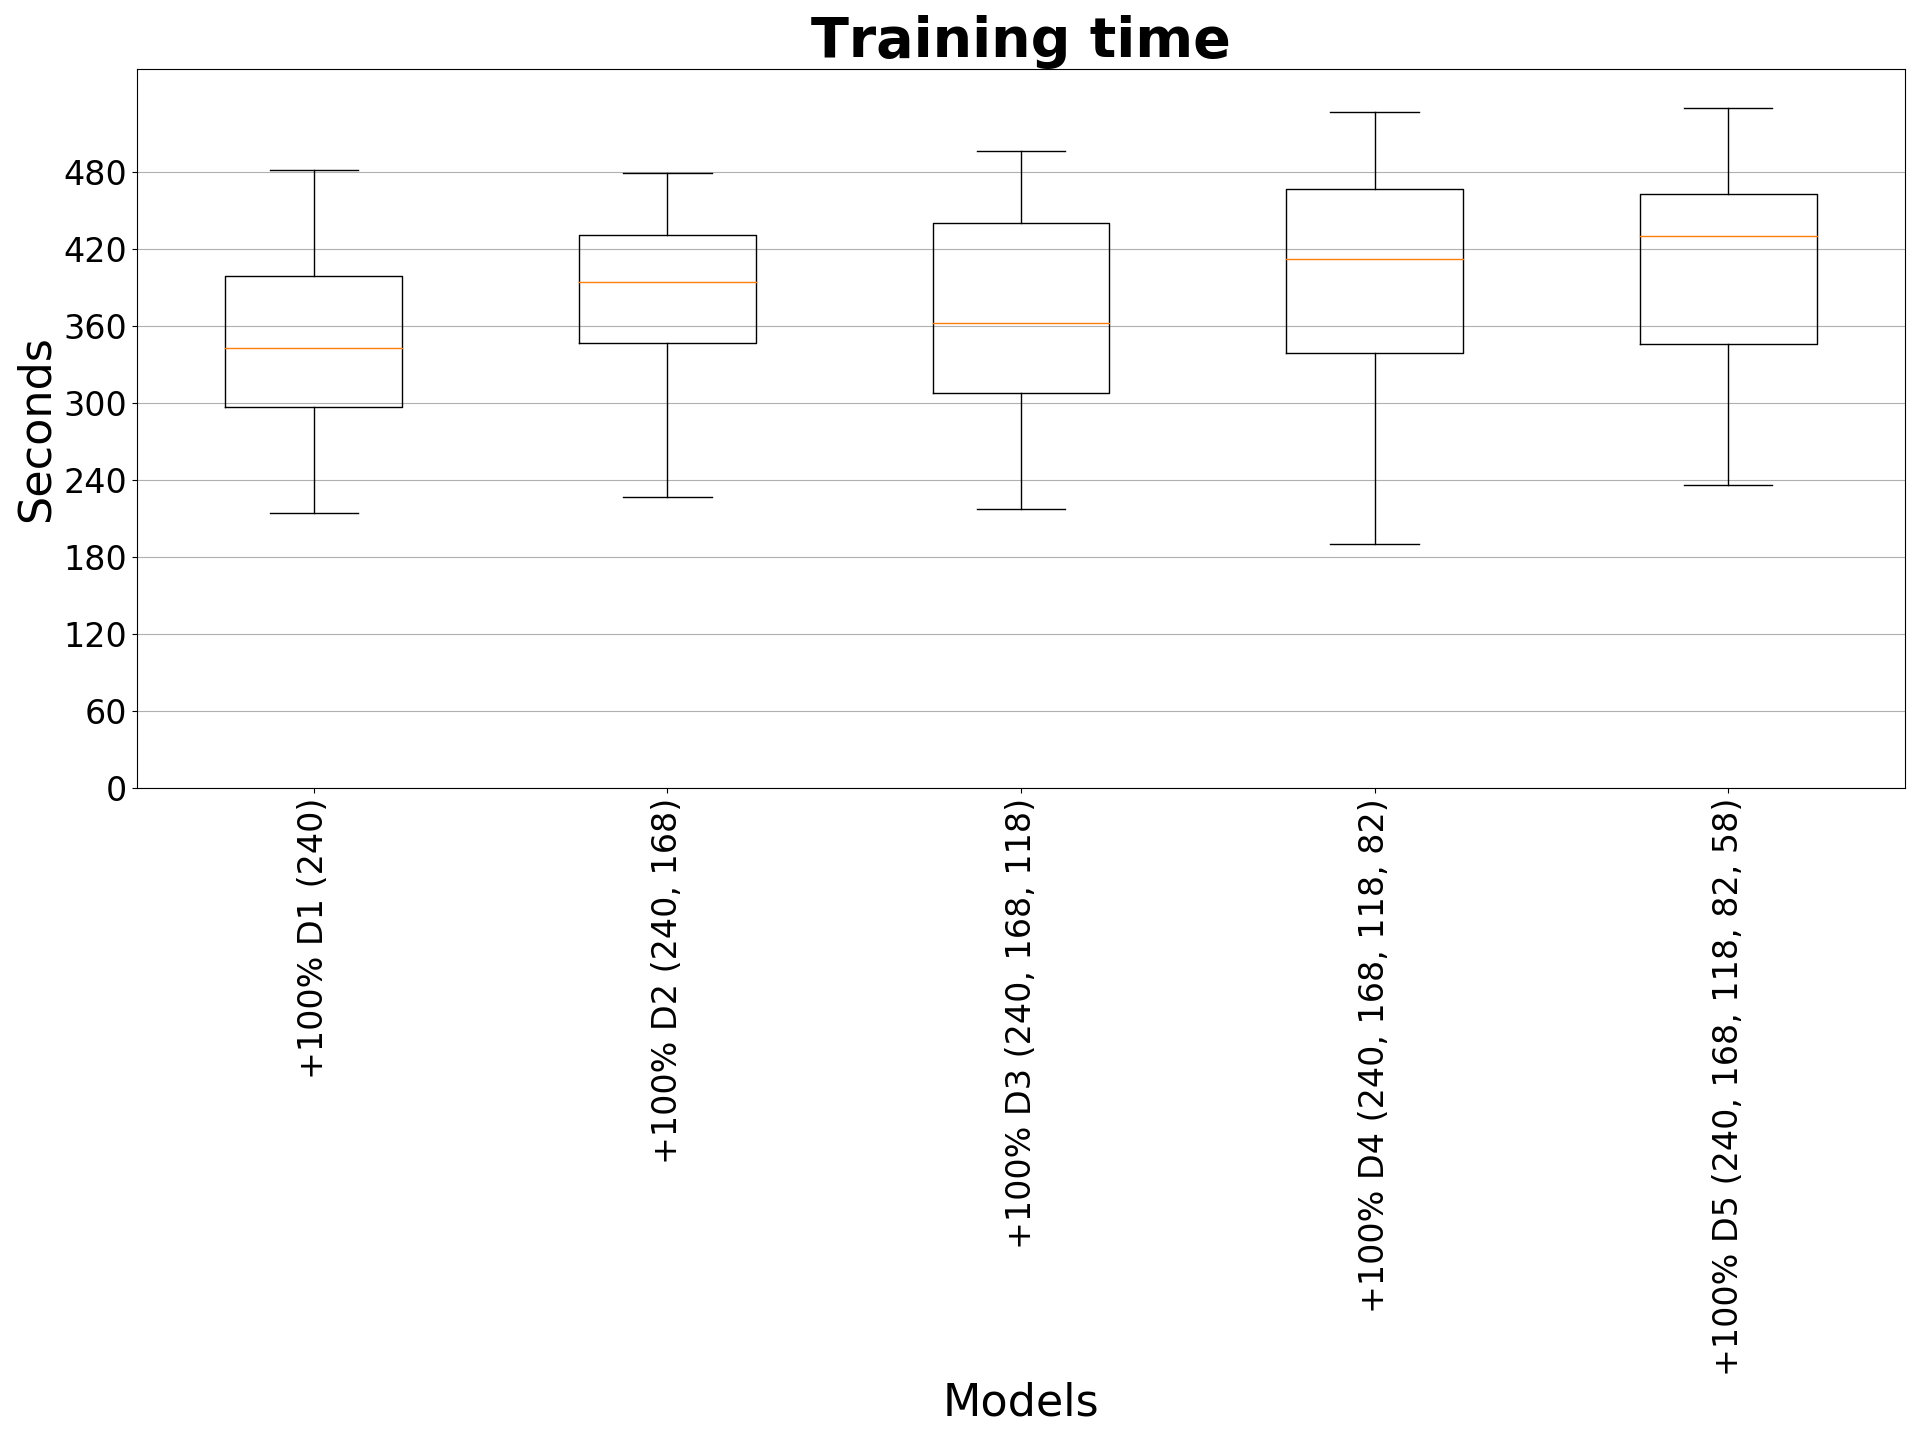 Training time
Seconds
480
420
360
300
240
180
120
60
0
+100% D1 (240)
+100% D2 (240, 168)
+100% D3 (240, 168, 118)
+100% D4 (240, 168, 118, 82)
+100% D5 (240, 168, 118, 82, 58)
Models